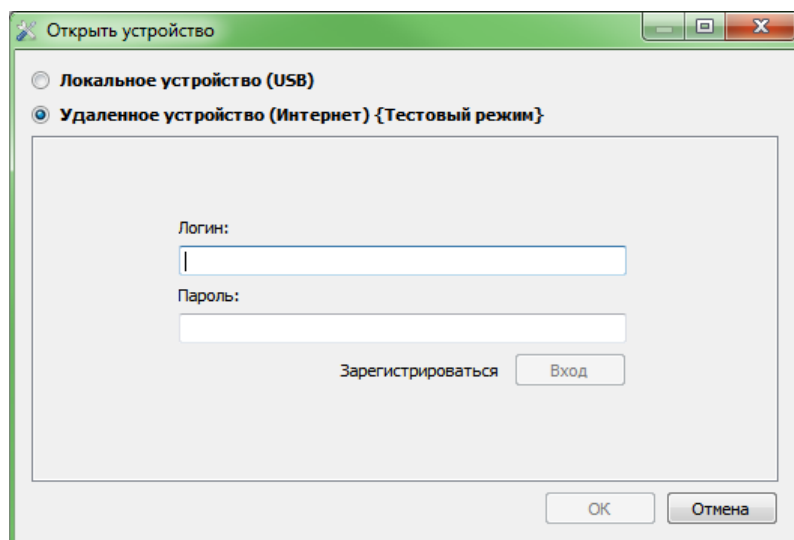 Открыть устройство
Локальное устройство (USB)
Удаленное устройство (Интернет) {Тестовый режим}
Логин:
Пароль:
Зарегистрироваться Вход
OK Отмена